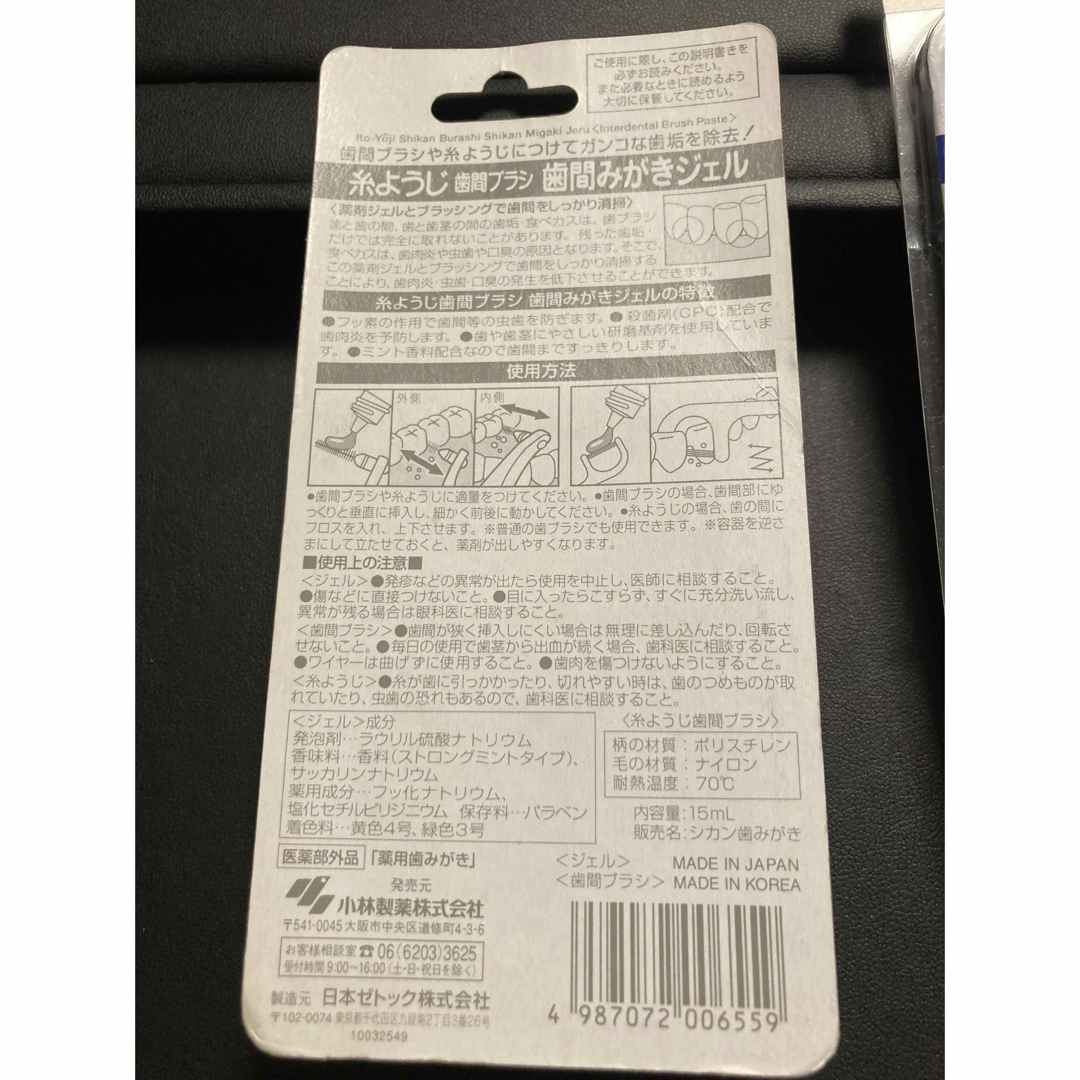 ご使用に際し、この説明書きを
必ずお読みください。
また必要なときに読めるよう
大切に保管してください。
Ito-Yōji Shikan Burashi Shikan Migaki Jeru〈Interdental Brush Paste〉
歯間ブラシや糸ようじにつけてガンコな歯垢を除去！
糸ようじ 歯間ブラシ 歯間みがきジェル
〈薬剤ジェルとブラッシングで歯間をしっかり清掃〉
歯と歯の間、歯と歯茎の間の歯垢・食べカスは、歯ブラシ
だけでは完全に取れないことがあります。残った歯垢・
食べカスは、歯肉炎や虫歯や口臭の原因となります。そこで、
この薬剤ジェルとブラッシングで歯間をしっかり清掃する
ことにより、歯肉炎・虫歯・口臭の発生を低下させることができます。
糸ようじ歯間ブラシ 歯間みがきジェルの特徴
●フッ素の作用で歯間等の虫歯を防ぎます。●殺菌剤(CPC)配合で
歯肉炎を予防します。●歯や歯茎にやさしい研磨基剤を使用していま
す。●ミント香料配合なので歯間まですっきりします。
使用方法
外側
内側
●歯間ブラシや糸ようじに適量をつけてください。●歯間ブラシの場合、歯間部にゆ
っくりと垂直に挿入し、細かく前後に動かしてください。●糸ようじの場合、歯の間に
フロスを入れ、上下させます。※普通の歯ブラシでも使用できます。※容器を逆さ
まにして立たせておくと、薬剤が出しやすくなります。
■使用上の注意■
〈ジェル〉●発疹などの異常が出たら使用を中止し、医師に相談すること。
●傷などに直接つけないこと。●目に入ったらこすらず、すぐに充分洗い流し、
異常が残る場合は眼科医に相談すること。
〈歯間ブラシ〉●歯間が狭く挿入しにくい場合は無理に差し込んだり、回転さ
せないこと。●毎日の使用で歯茎から出血が続く場合、歯科医に相談すること。
●ワイヤーは曲げずに使用すること。●歯肉を傷つけないようにすること。
〈糸ようじ〉●糸が歯に引っかかったり、切れやすい時は、歯のつめものが取
れていたり、虫歯の恐れもあるので、歯科医に相談すること。
〈ジェル〉成分
発泡剤…ラウリル硫酸ナトリウム
香味料…香料(ストロングミントタイプ)、
サッカリンナトリウム
薬用成分…フッ化ナトリウム、
塩化セチルピリジニウム 保存料…パラベン
着色料…黄色4号、緑色3号
〈糸ようじ歯間ブラシ〉
柄の材質：ポリスチレン
毛の材質：ナイロン
耐熱温度：70℃
内容量:15mL
販売名:シカン歯みがき
医薬部外品 「薬用歯みがき」
〈ジェル〉 MADE IN JAPAN
〈歯間ブラシ〉 MADE IN KOREA
発売元
小林製薬株式会社
〒541-0045 大阪市中央区道修町4-3-6
お客様相談室☎06(6203)3625
受付時間9:00～16:00(土・日・祝日を除く)
製造元 日本ゼトック株式会社
〒102-0074 東京都千代田区九段南2丁目3番26号
10032549
4 987072 006559